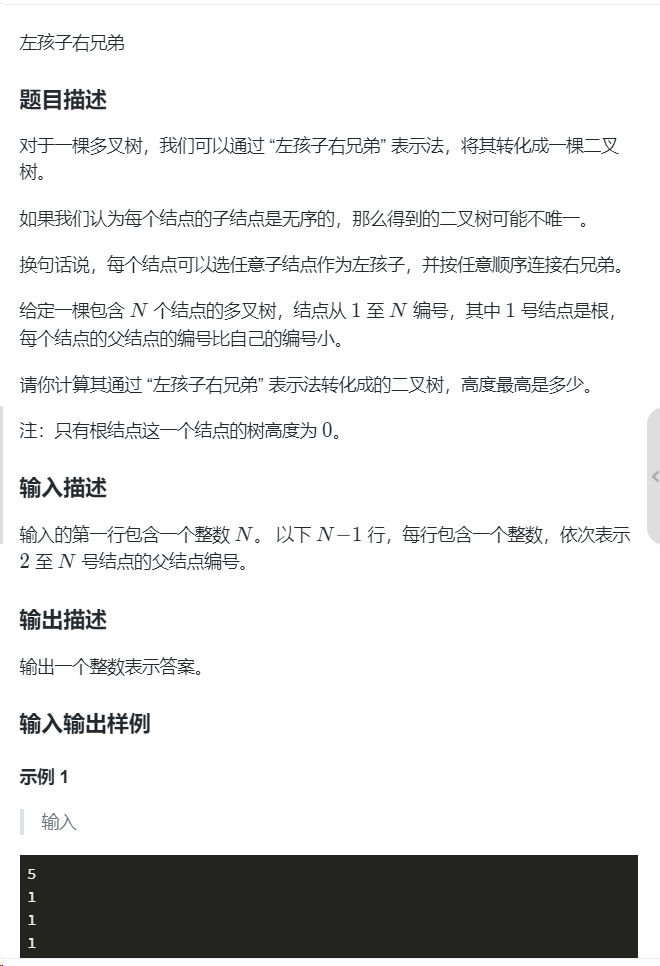 左孩子右兄弟
题目描述
对于一棵多叉树，我们可以通过 “左孩子右兄弟” 表示法，将其转化成一棵二叉
树。
如果我们认为每个结点的子结点是无序的，那么得到的二叉树可能不唯一。
换句话说，每个结点可以选任意子结点作为左孩子，并按任意顺序连接右兄弟。
给定一棵包含 N 个结点的多叉树，结点从 1 至 N 编号，其中 1 号结点是根，
每个结点的父结点的编号比自己的编号小。
请你计算其通过 “左孩子右兄弟” 表示法转化成的二叉树，高度最高是多少。
注：只有根结点这一个结点的树高度为 0。
输入描述
输入的第一行包含一个整数 N。 以下 N−1 行，每行包含一个整数，依次表示
2 至 N 号结点的父结点编号。
输出描述
输出一个整数表示答案。
输入输出样例
示例 1
输入
5
1
1
1